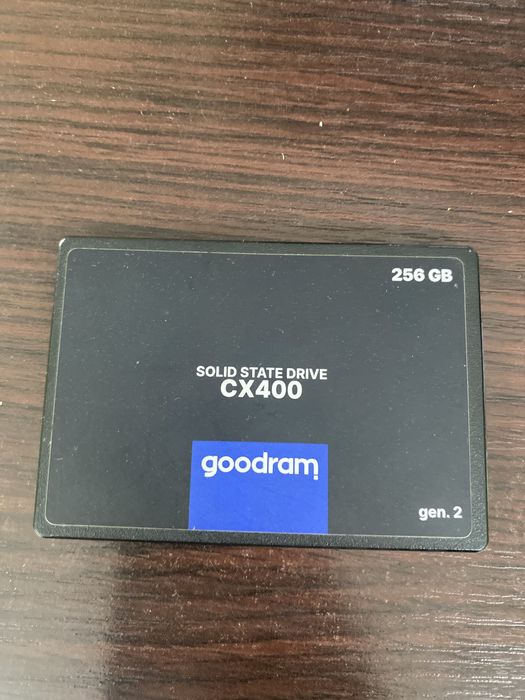 256 GB
SOLID STATE DRIVE
CX400
goodram
gen. 2